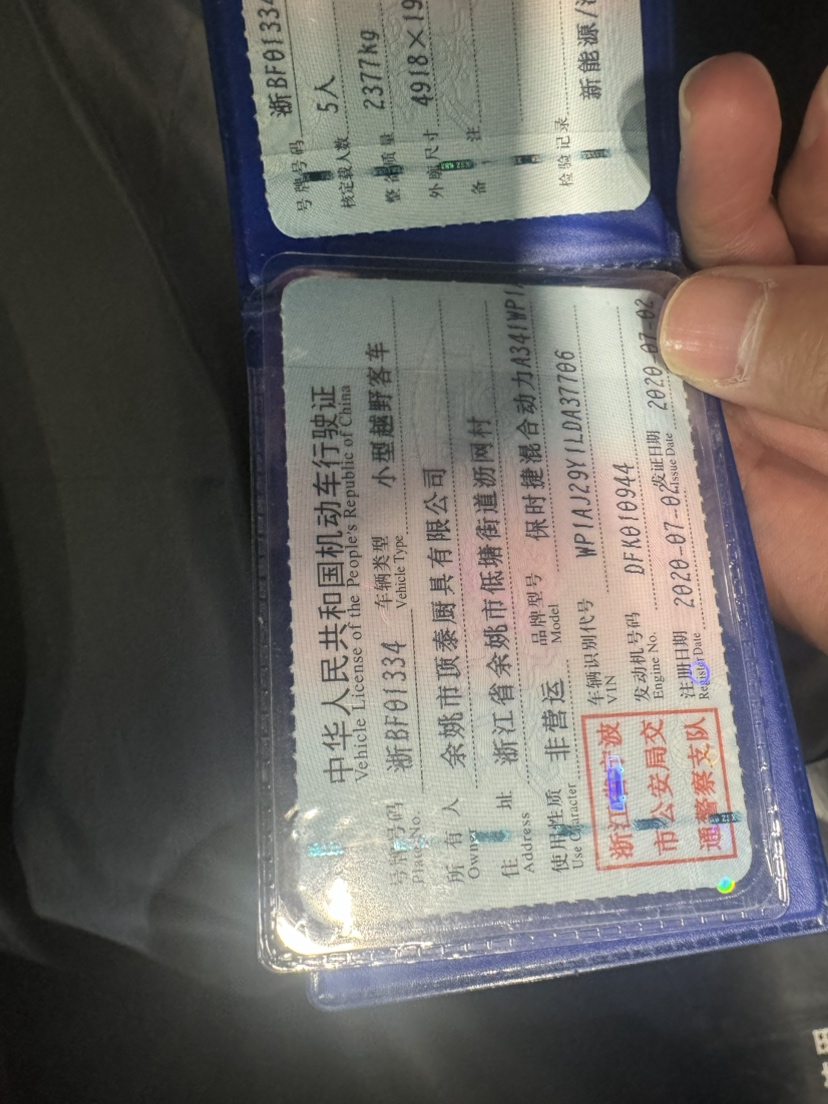 中华人民共和国机动车行驶证
Vehicle License of the People's Republic of China
号牌号码 浙BF01334 车辆类型 小型越野客车
Plate No. Vehicle Type
所有人 余姚市顶泰厨具有限公司
Owner
住址 浙江省余姚市低塘街道沥网村
Address
使用性质 非营运 品牌型号 保时捷混合动力A341WP1
Use Character Model
车辆识别代号 WP1AJ29Y1LDA37706
VIN
发动机号码 DFK010944
Engine No.
注册日期 2020-07-02 发证日期 2020-07-02
Register Date Issue Date
浙江省宁波
市公安局交
通警察支队
号牌号码 浙BF01334
核定载人数 5人
整备质量 2377kg
外廓尺寸 4918×19
备注
检验记录 新能源/